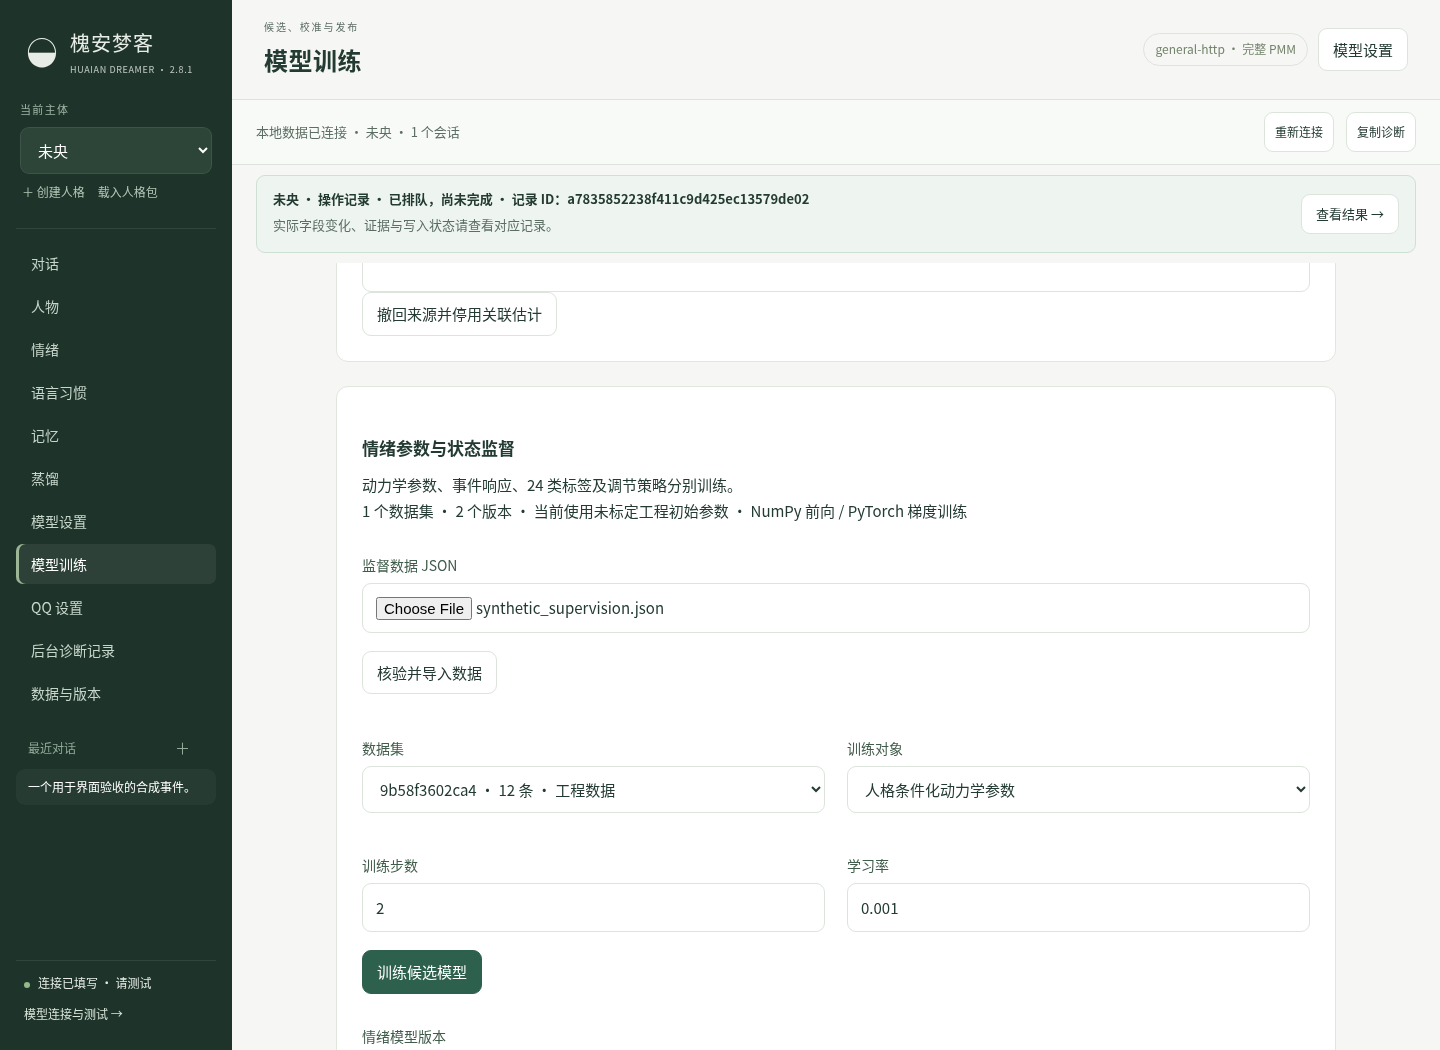 槐安梦客
HUAIAN DREAMER · 2.8.1
当前主体
未央
＋ 创建人格 载入人格包
对话
人物
情绪
语言习惯
记忆
蒸馏
模型设置
模型训练
QQ 设置
后台诊断记录
数据与版本
最近对话 ＋
一个用于界面验收的合成事件。
连接已填写 · 请测试
模型连接与测试 →
候选、校准与发布
模型训练
general-http · 完整 PMM
模型设置
本地数据已连接 · 未央 · 1 个会话
重新连接
复制诊断
未央 · 操作记录 · 已排队，尚未完成 · 记录 ID：a7835852238f411c9d425ec13579de02
实际字段变化、证据与写入状态请查看对应记录。
查看结果 →
撤回来源并停用关联估计
情绪参数与状态监督
动力学参数、事件响应、24 类标签及调节策略分别训练。
1 个数据集 · 2 个版本 · 当前使用未标定工程初始参数 · NumPy 前向 / PyTorch 梯度训练
监督数据 JSON
Choose File synthetic_supervision.json
核验并导入数据
数据集
9b58f3602ca4 · 12 条 · 工程数据
训练对象
人格条件化动力学参数
训练步数
2
学习率
0.001
训练候选模型
情绪模型版本